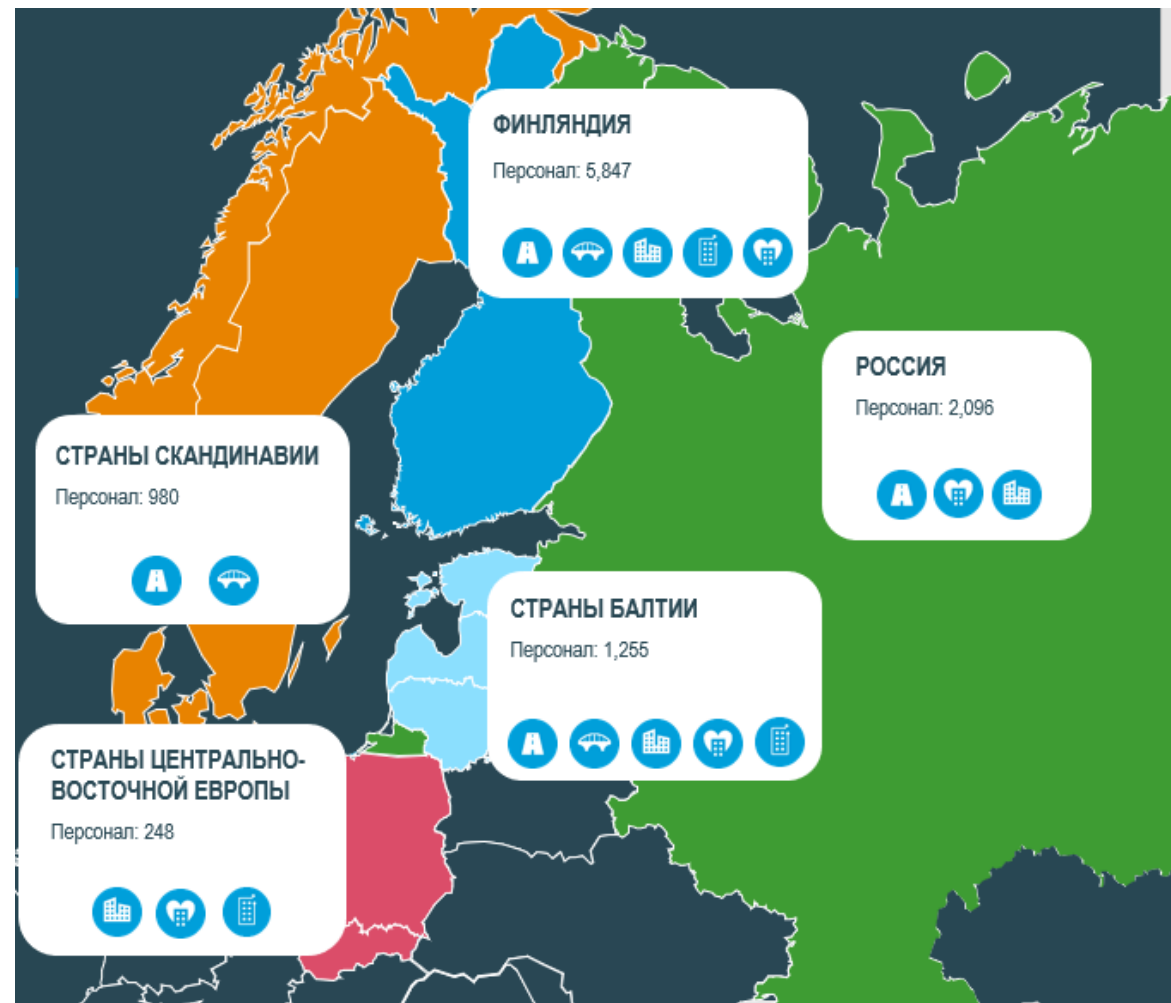 ФИНЛЯНДИЯ
Персонал: 5,847
РОССИЯ
Персонал: 2,096
СТРАНЫ СКАНДИНАВИИ
Персонал: 980
СТРАНЫ БАЛТИИ
Персонал: 1,255
СТРАНЫ ЦЕНТРАЛЬНО-
ВОСТОЧНОЙ ЕВРОПЫ
Персонал: 248